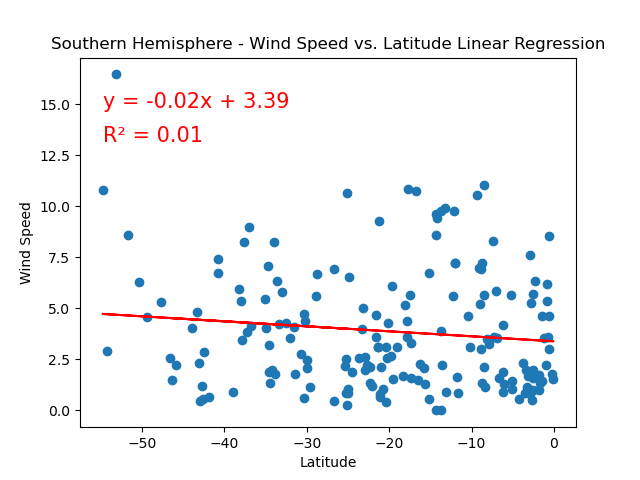 Southern Hemisphere - Wind Speed vs. Latitude Linear Regression
15.0
12.5
10.0
7.5
5.0
2.5
0.0
Wind Speed
y = -0.02x + 3.39
R² = 0.01
−50 −40 −30 −20 −10 0
Latitude